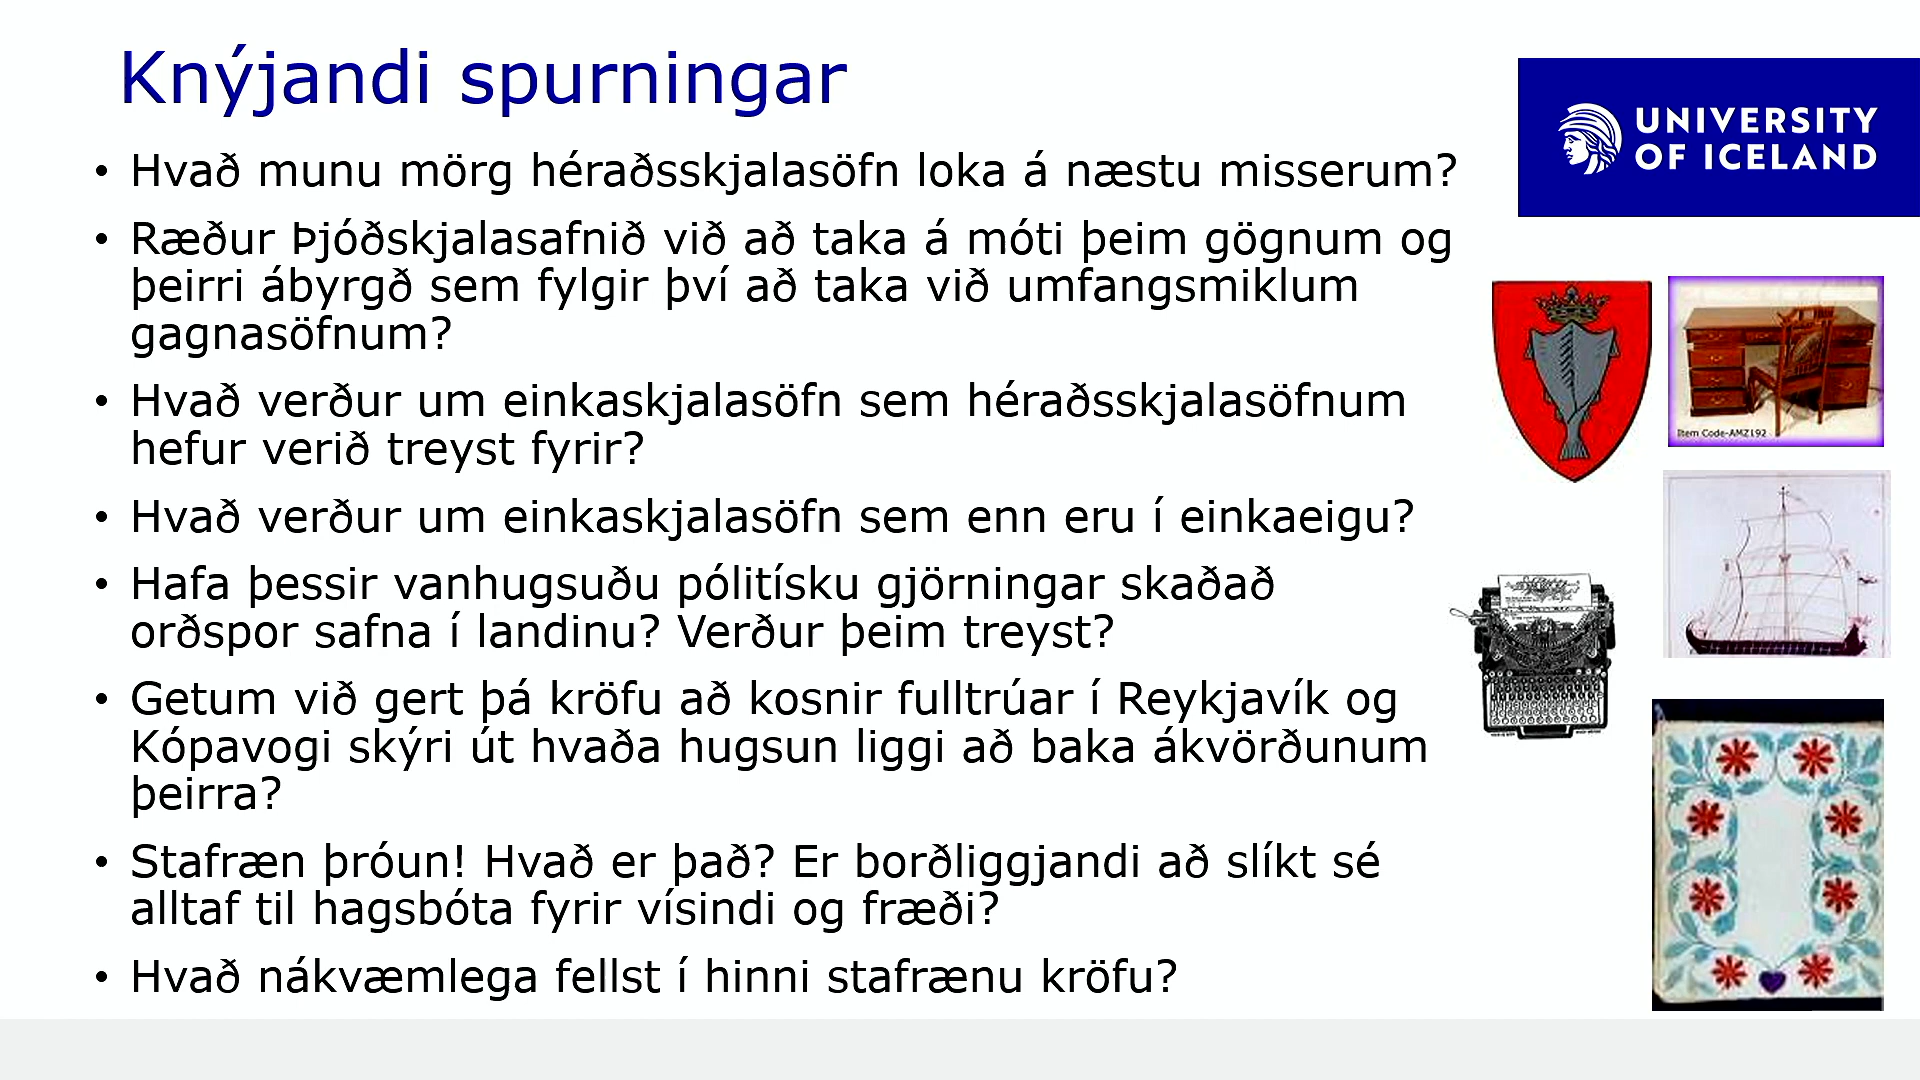 Knýjandi spurningar
UNIVERSITY
OF ICELAND
• Hvað munu mörg héraðsskjalasöfn loka á næstu misserum?
• Ræður Þjóðskjalasafnið við að taka á móti þeim gögnum og
þeirri ábyrgð sem fylgir því að taka við umfangsmiklum
gagnasöfnum?
• Hvað verður um einkaskjalasöfn sem héraðsskjalasöfnum
hefur verið treyst fyrir?
• Hvað verður um einkaskjalasöfn sem enn eru í einkaeigu?
• Hafa þessir vanhugsuðu pólitísku gjörningar skaðað
orðspor safna í landinu? Verður þeim treyst?
• Getum við gert þá kröfu að kosnir fulltrúar í Reykjavík og
Kópavogi skýri út hvaða hugsun liggi að baka ákvörðunum
þeirra?
• Stafræn þróun! Hvað er það? Er borðliggjandi að slíkt sé
alltaf til hagsbóta fyrir vísindi og fræði?
• Hvað nákvæmlega fellst í hinni stafrænu kröfu?
Item Code-AMZ192